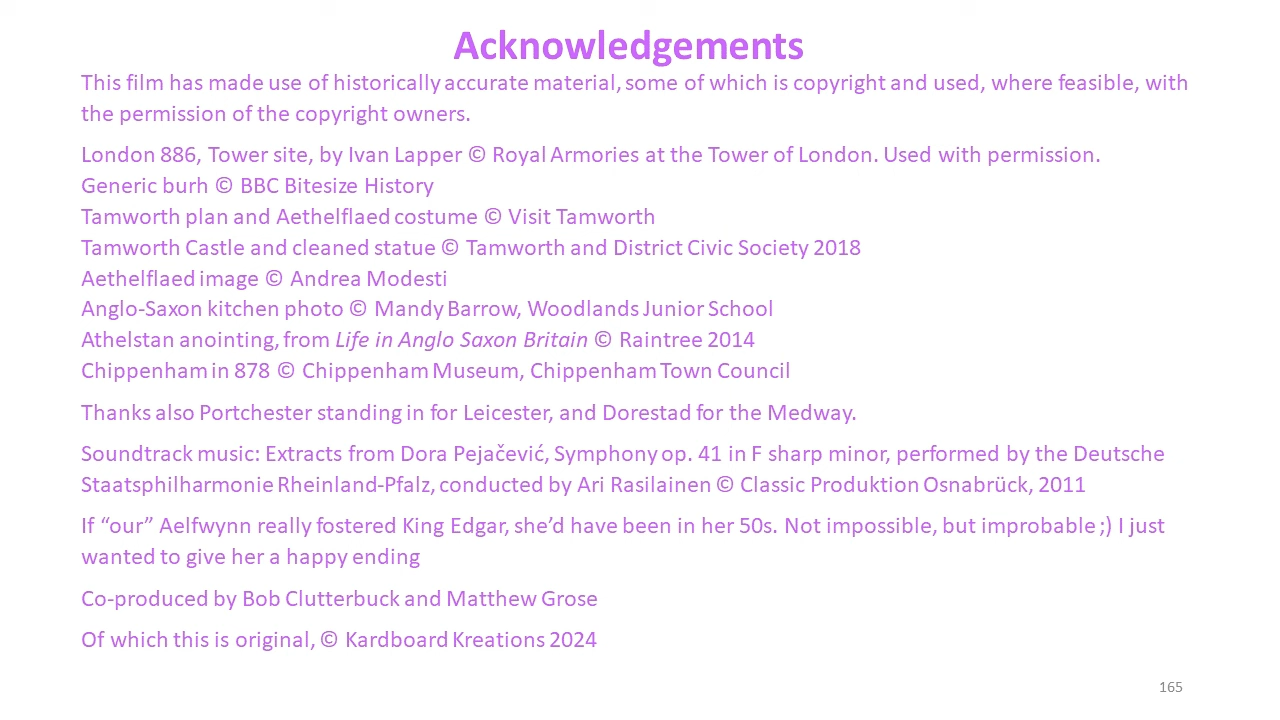 Acknowledgements
This film has made use of historically accurate material, some of which is copyright and used, where feasible, with
the permission of the copyright owners.
London 886, Tower site, by Ivan Lapper © Royal Armories at the Tower of London. Used with permission.
Generic burh © BBC Bitesize History
Tamworth plan and Aethelflaed costume © Visit Tamworth
Tamworth Castle and cleaned statue © Tamworth and District Civic Society 2018
Aethelflaed image © Andrea Modesti
Anglo-Saxon kitchen photo © Mandy Barrow, Woodlands Junior School
Athelstan anointing, from Life in Anglo Saxon Britain © Raintree 2014
Chippenham in 878 © Chippenham Museum, Chippenham Town Council
Thanks also Portchester standing in for Leicester, and Dorestad for the Medway.
Soundtrack music: Extracts from Dora Pejačević, Symphony op. 41 in F sharp minor, performed by the Deutsche
Staatsphilharmonie Rheinland-Pfalz, conducted by Ari Rasilainen © Classic Produktion Osnabrück, 2011
If “our” Aelfwynn really fostered King Edgar, she’d have been in her 50s. Not impossible, but improbable ;) I just
wanted to give her a happy ending
Co-produced by Bob Clutterbuck and Matthew Grose
Of which this is original, © Kardboard Kreations 2024
165